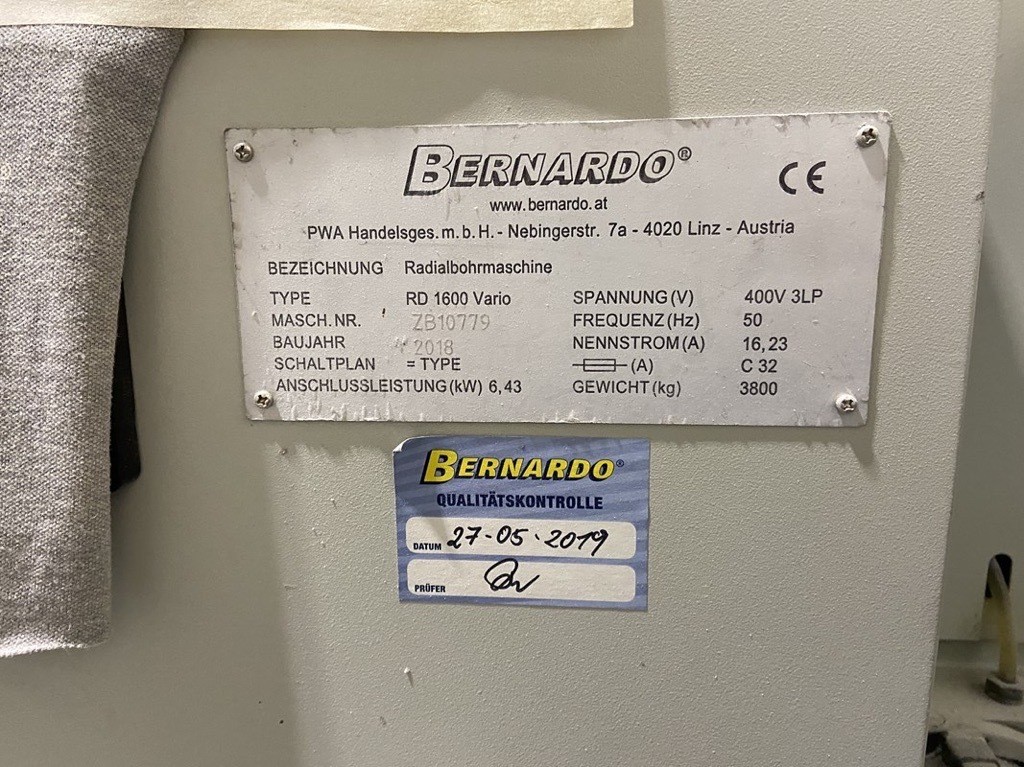 BERNARDO®
CE
www.bernardo.at
PWA Handelsges.m.b.H.- Nebingerstr. 7a - 4020 Linz - Austria
BEZEICHNUNG Radialbohrmaschine
TYPE RD 1600 Vario SPANNUNG (V) 400V 3LP
MASCH.NR. ZB10779 FREQUENZ (Hz) 50
BAUJAHR 2018 NENNSTROM (A) 16,23
SCHALTPLAN = TYPE (A) C 32
ANSCHLUSSLEISTUNG (kW) 6,43 GEWICHT (kg) 3800
BERNARDO®
QUALITÄTSKONTROLLE
DATUM 27-05-2019
PRÜFER